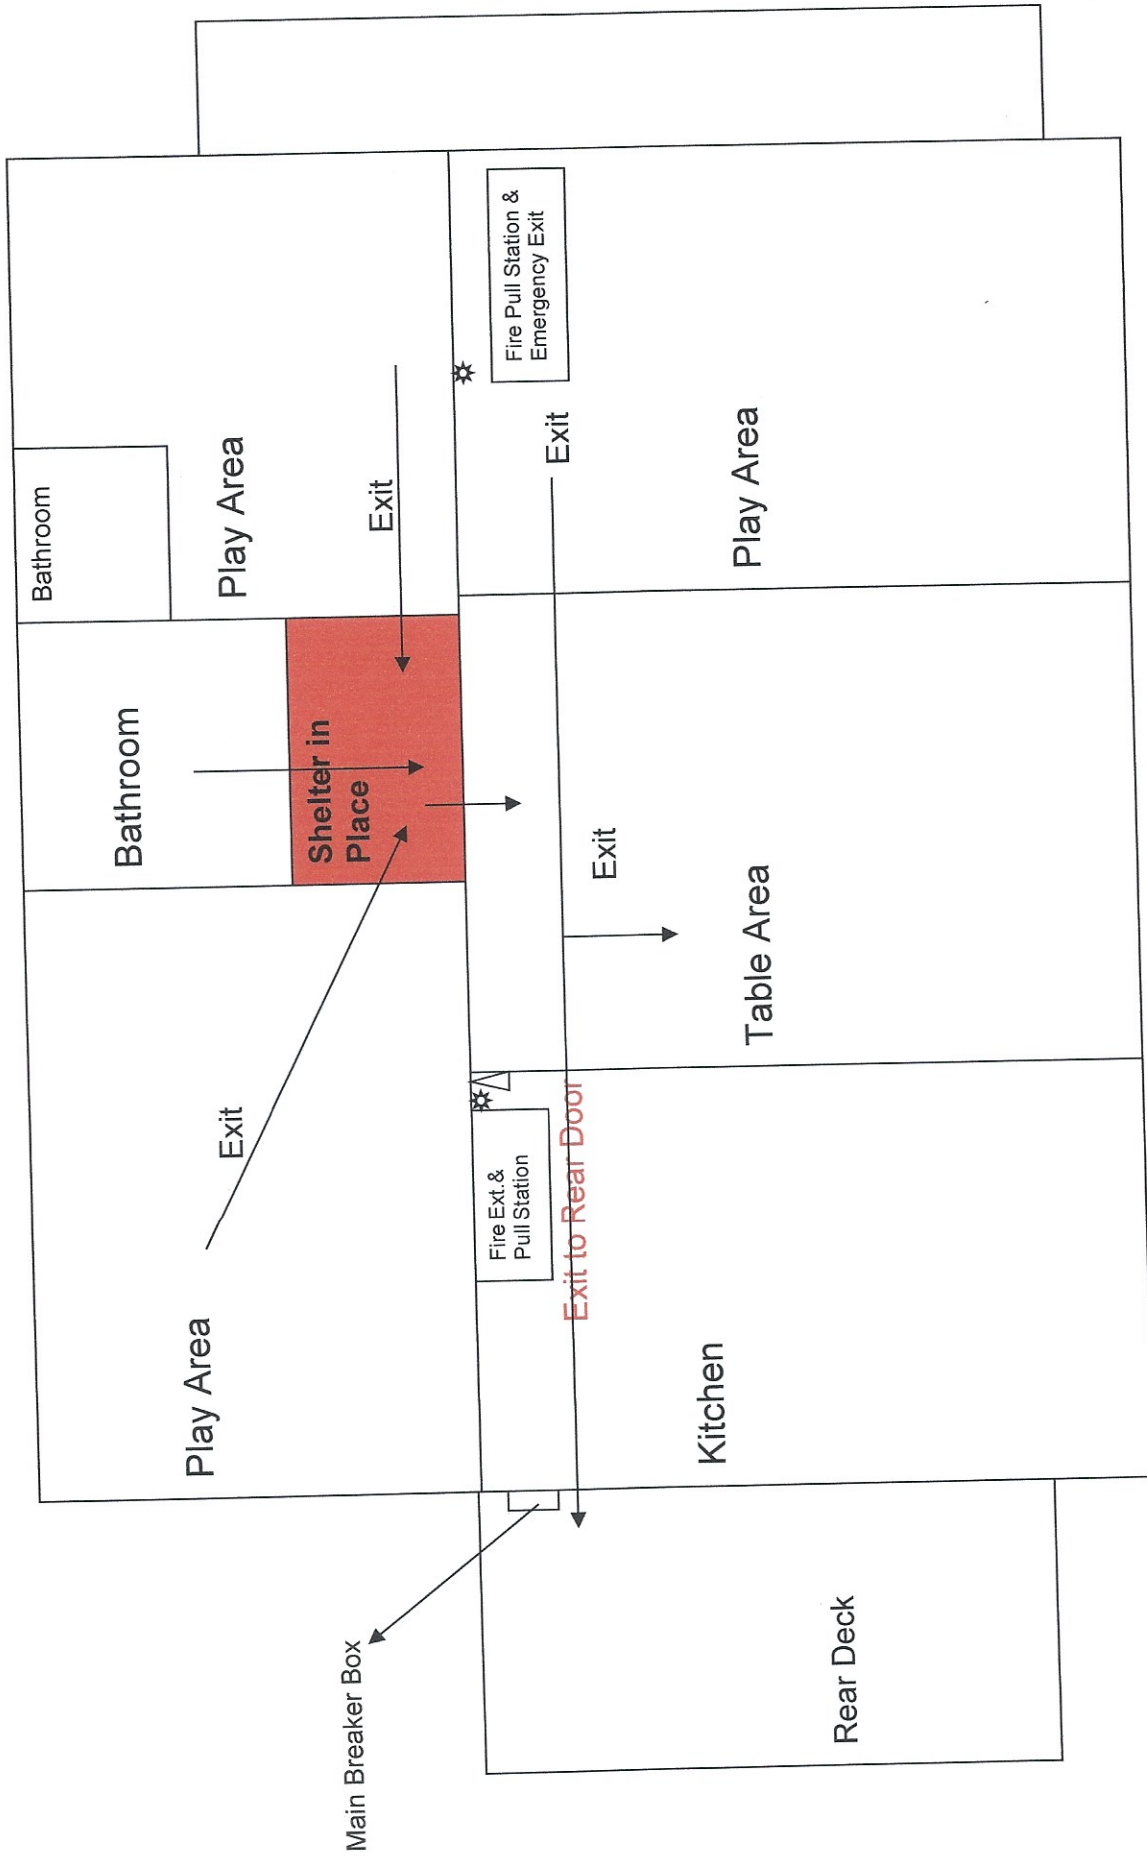 Bathroom
Play Area
Exit
Fire Pull Station &
Emergency Exit
Exit
Play Area
Bathroom
Shelter in
Place
Exit
Table Area
Play Area
Exit
Fire Ext.&
Pull Station
Exit to Rear Door
Kitchen
Main Breaker Box
Rear Deck